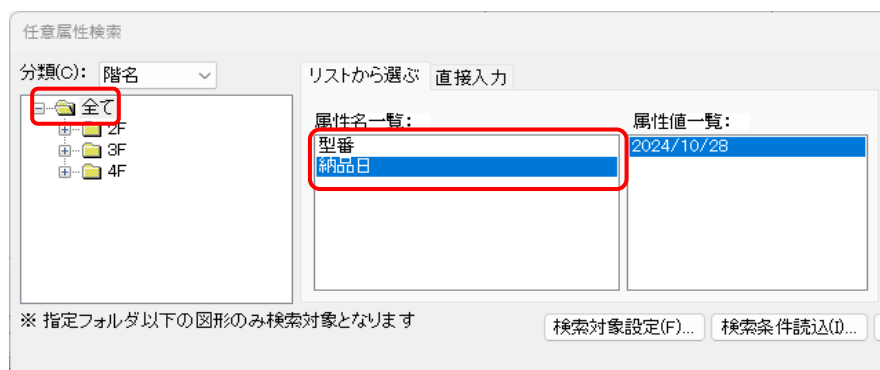 任意属性検索
分類(C): 階名
全て
2F
3F
4F
リストから選ぶ 直接入力
属性名一覧:
型番
納品日
属性値一覧:
2024/10/28
※ 指定フォルダ以下の図形のみ検索対象となります
検索対象設定(F)... 検索条件読込(I)...